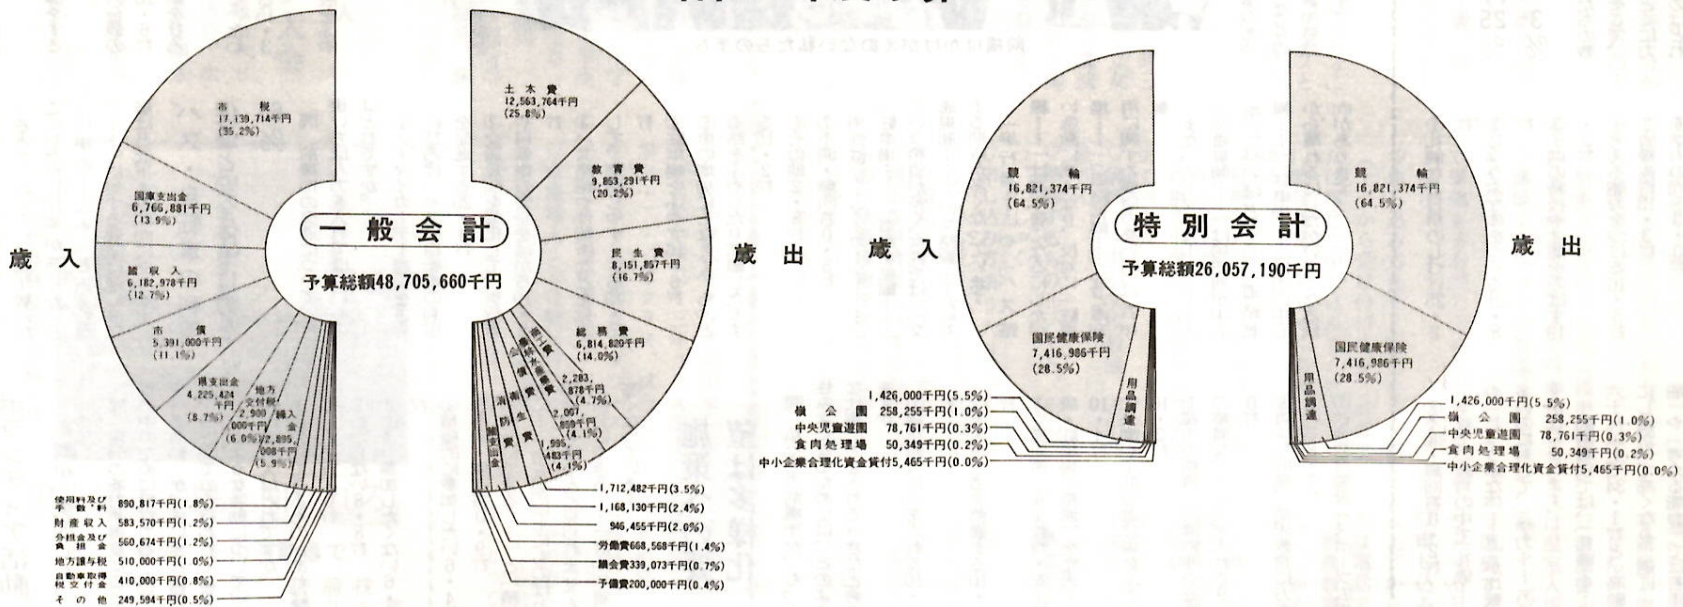 歳入
市税
17,139,714千円
(35.2%)
国庫支出金
6,766,881千円
(13.9%)
諸収入
6,182,978千円
(12.7%)
市債
5,391,000千円
(11.1%)
県支出金
4,225,424
千円
(8.7%)
地方
交付税
2,900,
000千円
(6.0%)
繰入
金
2,895,
008千円
(5.9%)
使用料及び
手数料 890,817千円(1.8%)
財産収入 583,570千円(1.2%)
分担金及び
負担金 560,674千円(1.2%)
地方譲与税 510,000千円(1.0%)
自動車取得
税交付金 410,000千円(0.8%)
その他 249,594千円(0.5%)
一般会計
予算総額48,705,660千円
歳出
土木費
12,563,764千円
(25.8%)
教育費
9,853,291千円
(20.2%)
民生費
8,151,857千円
(16.7%)
総務費
6,814,820千円
(14.0%)
商工費
2,283,
878千円
(4.7%)
農林水産業費
2,007,
859千円
(4.1%)
公債費
1,995,
483千円
(4.1%)
衛生費
1,712,482千円(3.5%)
消防費
1,168,130千円(2.4%)
諸支出金
946,455千円(2.0%)
労働費668,568千円(1.4%)
議会費339,073千円(0.7%)
予備費200,000千円(0.4%)
歳入
競輪
16,821,374千円
(64.5%)
国民健康保険
7,416,986千円
(28.5%)
用品調達
1,426,000千円(5.5%)
嶺公園 258,255千円(1.0%)
中央児童遊園 78,761千円(0.3%)
食肉処理場 50,349千円(0.2%)
中小企業合理化資金貸付5,465千円(0.0%)
特別会計
予算総額26,057,190千円
歳出
競輪
16,821,374千円
(64.5%)
国民健康保険
7,416,986千円
(28.5%)
用品調達
1,426,000千円(5.5%)
嶺公園 258,255千円(1.0%)
中央児童遊園 78,761千円(0.3%)
食肉処理場 50,349千円(0.2%)
中小企業合理化資金貸付5,465千円(0.0%)